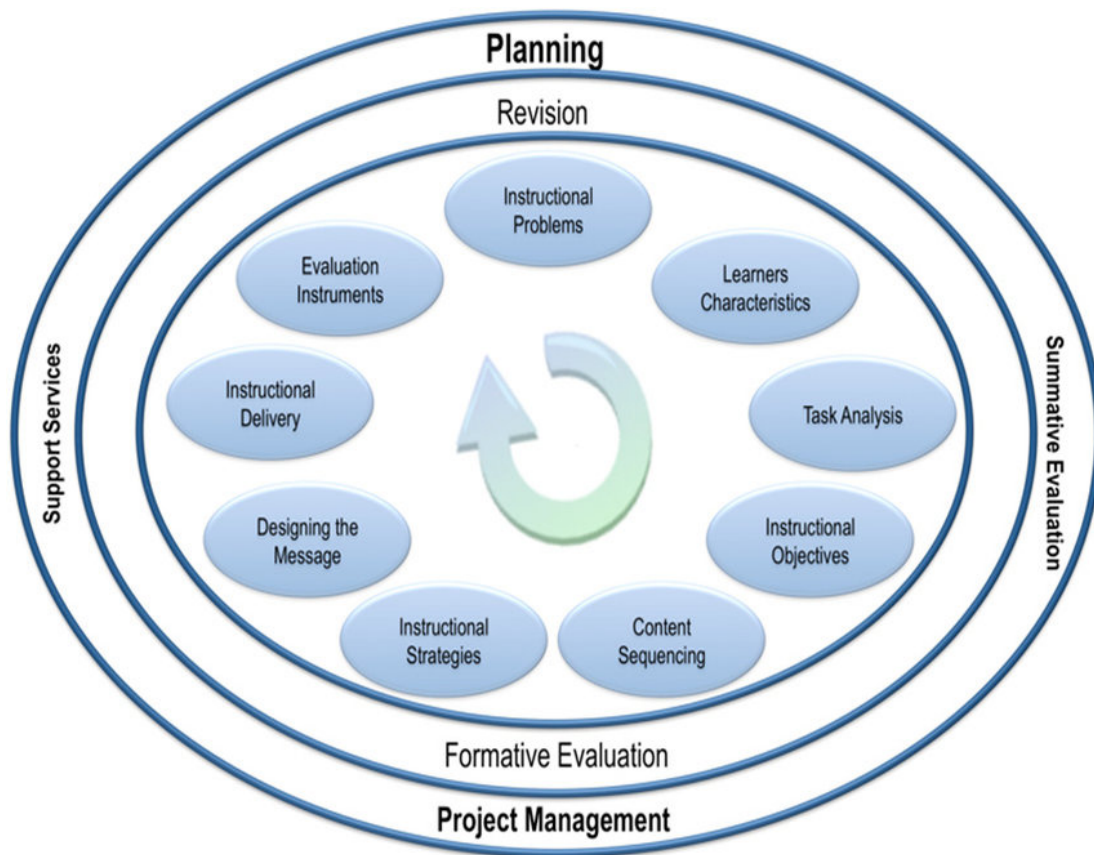 Planning
Revision
Instructional
Problems
Learners
Characteristics
Task Analysis
Instructional
Objectives
Content
Sequencing
Instructional
Strategies
Designing the
Message
Instructional
Delivery
Evaluation
Instruments
Support Services
Summative Evaluation
Formative Evaluation
Project Management